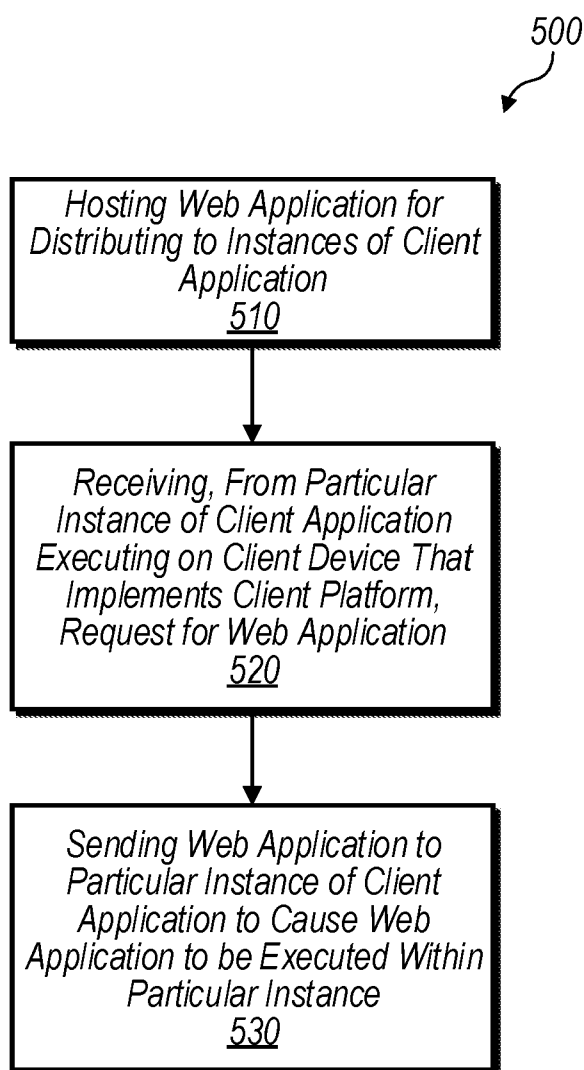 500
Hosting Web Application for
Distributing to Instances of Client
Application
510
Receiving, From Particular
Instance of Client Application
Executing on Client Device That
Implements Client Platform,
Request for Web Application
520
Sending Web Application to
Particular Instance of Client
Application to Cause Web
Application to be Executed Within
Particular Instance
530